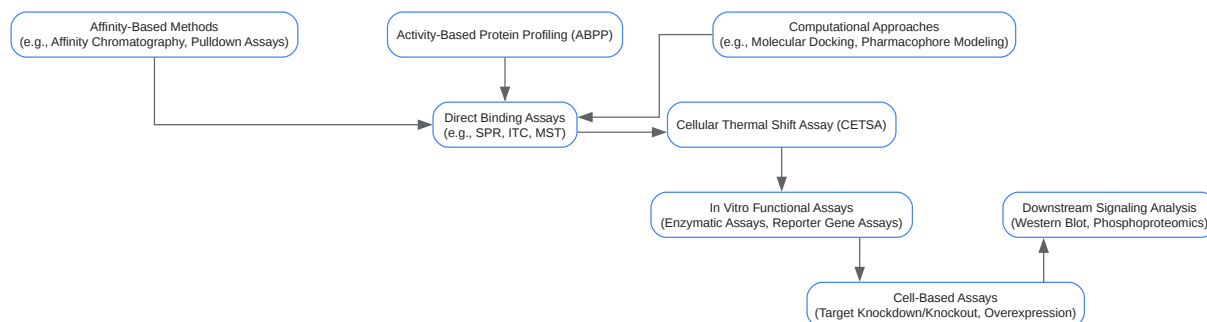 Affinity-Based Methods
(e.g., Affinity Chromatography, Pulldown Assays)
Activity-Based Protein Profiling (ABPP)
Computational Approaches
(e.g., Molecular Docking, Pharmacophore Modeling)
Direct Binding Assays
(e.g., SPR, ITC, MST)
Cellular Thermal Shift Assay (CETSA)
In Vitro Functional Assays
(Enzymatic Assays, Reporter Gene Assays)
Downstream Signaling Analysis
(Western Blot, Phosphoproteomics)
Cell-Based Assays
(Target Knockdown/Knockout, Overexpression)